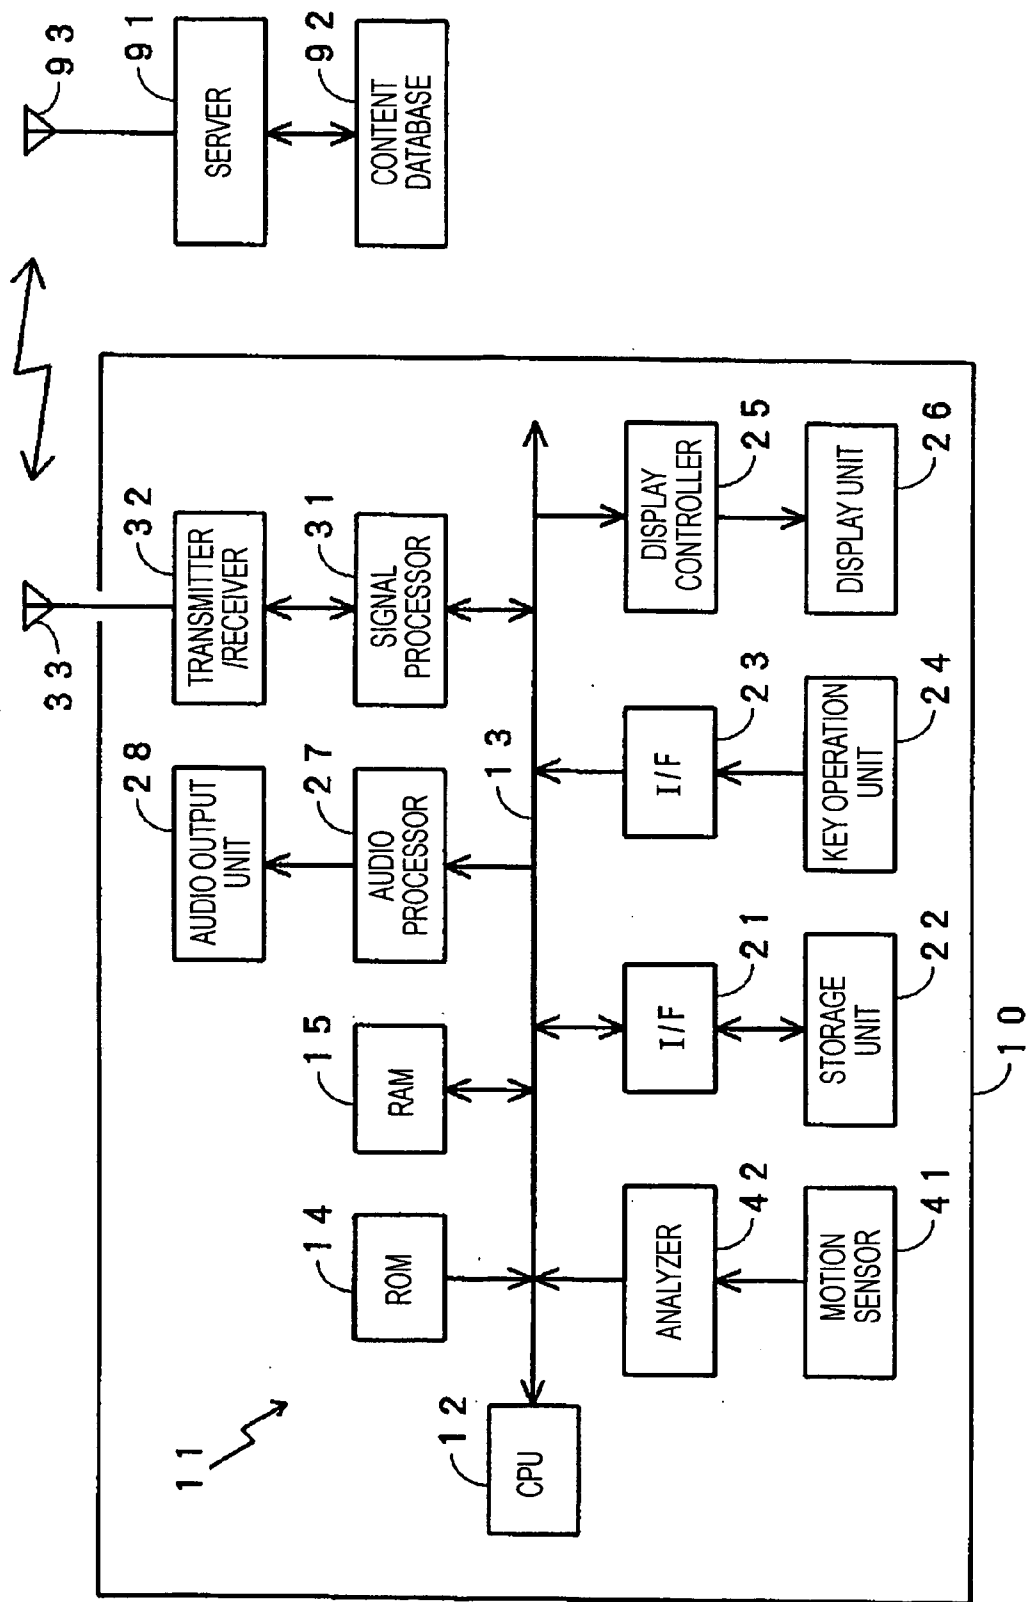 11
CPU
12
ROM
14
RAM
15
AUDIO OUTPUT
UNIT
28
AUDIO
PROCESSOR
27
33
TRANSMITTER
/RECEIVER
32
SIGNAL
PROCESSOR
31
13
ANALYZER
42
MOTION
SENSOR
41
I/F
21
STORAGE
UNIT
22
I/F
23
KEY OPERATION
UNIT
24
DISPLAY
CONTROLLER
25
DISPLAY UNIT
26
10
93
SERVER
91
CONTENT
DATABASE
92